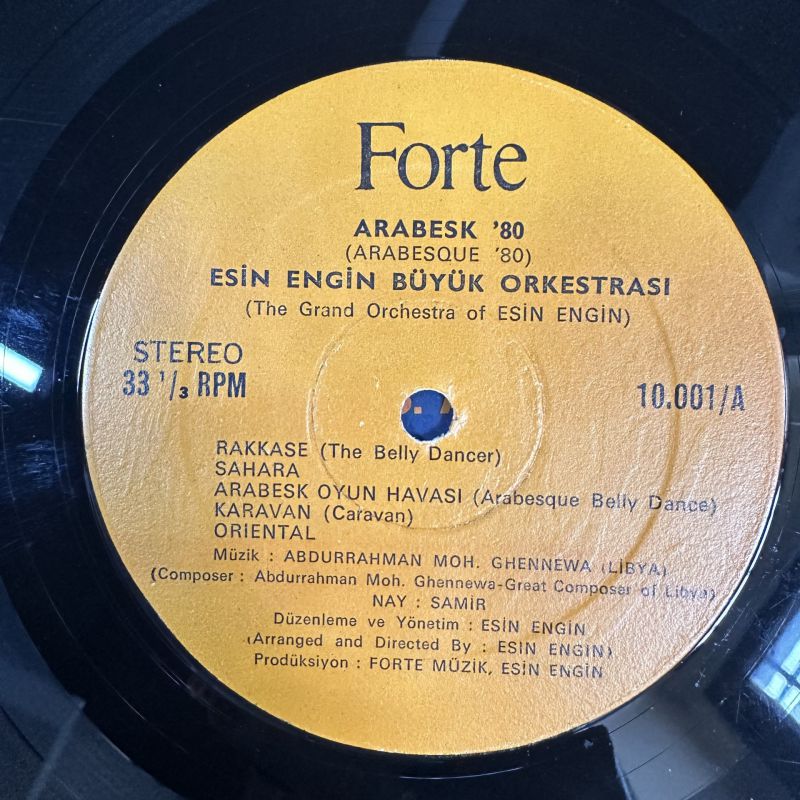 Forte
ARABESK '80
(ARABESQUE '80)
ESİN ENGİN BÜYÜK ORKESTRASI
(The Grand Orchestra of ESİN ENGİN)
STEREO
33 1/3 RPM
10.001/A
RAKKASE (The Belly Dancer)
SAHARA
ARABESK OYUN HAVASI (Arabesque Belly Dance)
KARAVAN (Caravan)
ORİENTAL
Müzik : ABDURRAHMAN MOH. GHENNEWA (LİBYA)
(Composer : Abdurrahman Moh. Ghennewa-Great Composer of Libya)
NAY : SAMİR
Düzenleme ve Yönetim : ESİN ENGİN
(Arranged and Directed By : ESİN ENGİN)
Prodüksiyon : FORTE MÜZİK, ESİN ENGİN